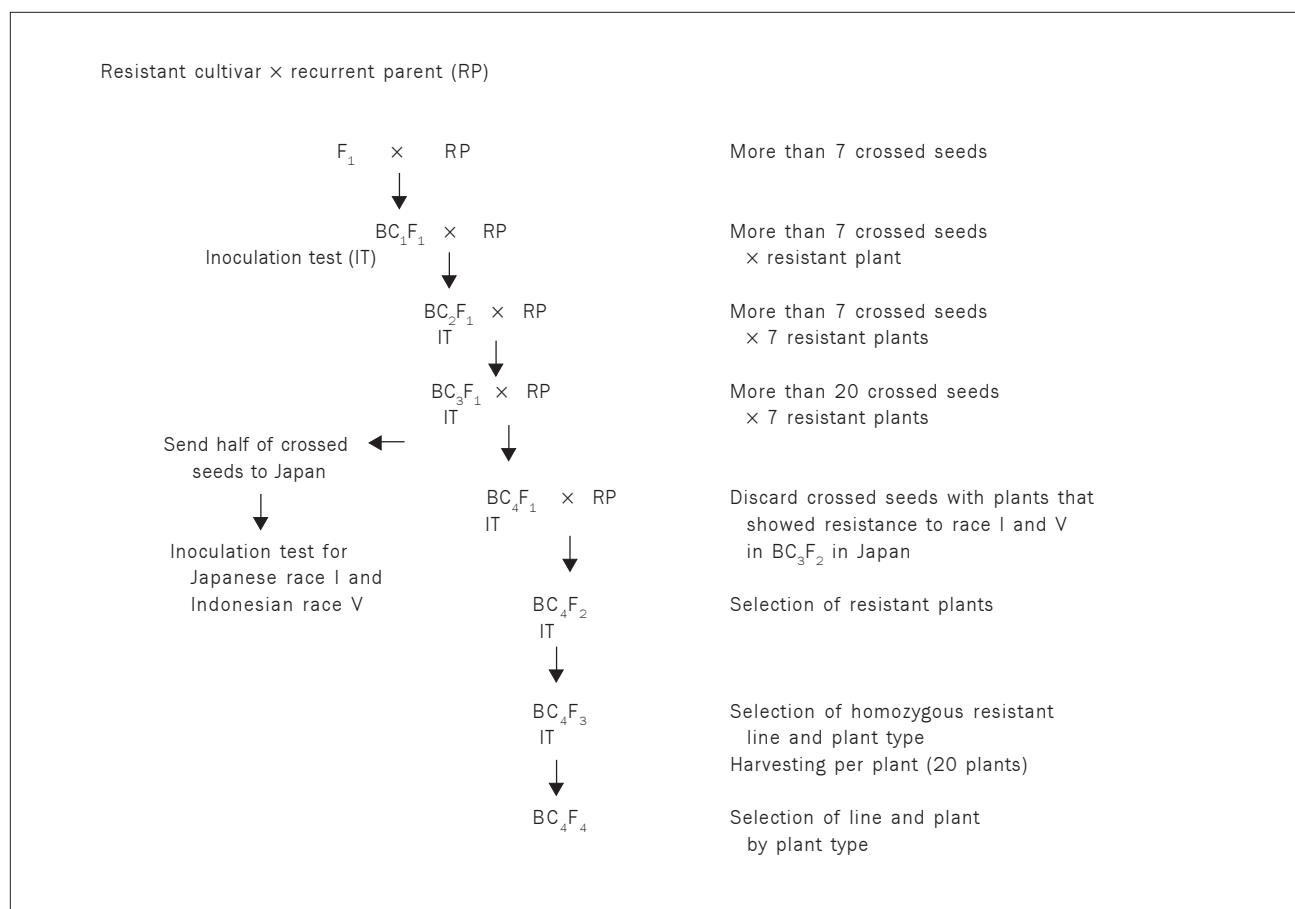 Resistant cultivar × recurrent parent (RP)
F₁ × RP
More than 7 crossed seeds
BC₁F₁ × RP
More than 7 crossed seeds
Inoculation test (IT)
× resistant plant
BC₂F₁ × RP
More than 7 crossed seeds
IT
× 7 resistant plants
BC₃F₁ × RP
More than 20 crossed seeds
IT
× 7 resistant plants
Send half of crossed
seeds to Japan
BC₄F₁ × RP
Discard crossed seeds with plants that
IT
showed resistance to race I and V
in BC₃F₂ in Japan
Inoculation test for
Japanese race I and
Indonesian race V
BC₄F₂
Selection of resistant plants
IT
BC₄F₃
Selection of homozygous resistant
IT
line and plant type
Harvesting per plant (20 plants)
BC₄F₄
Selection of line and plant
by plant type